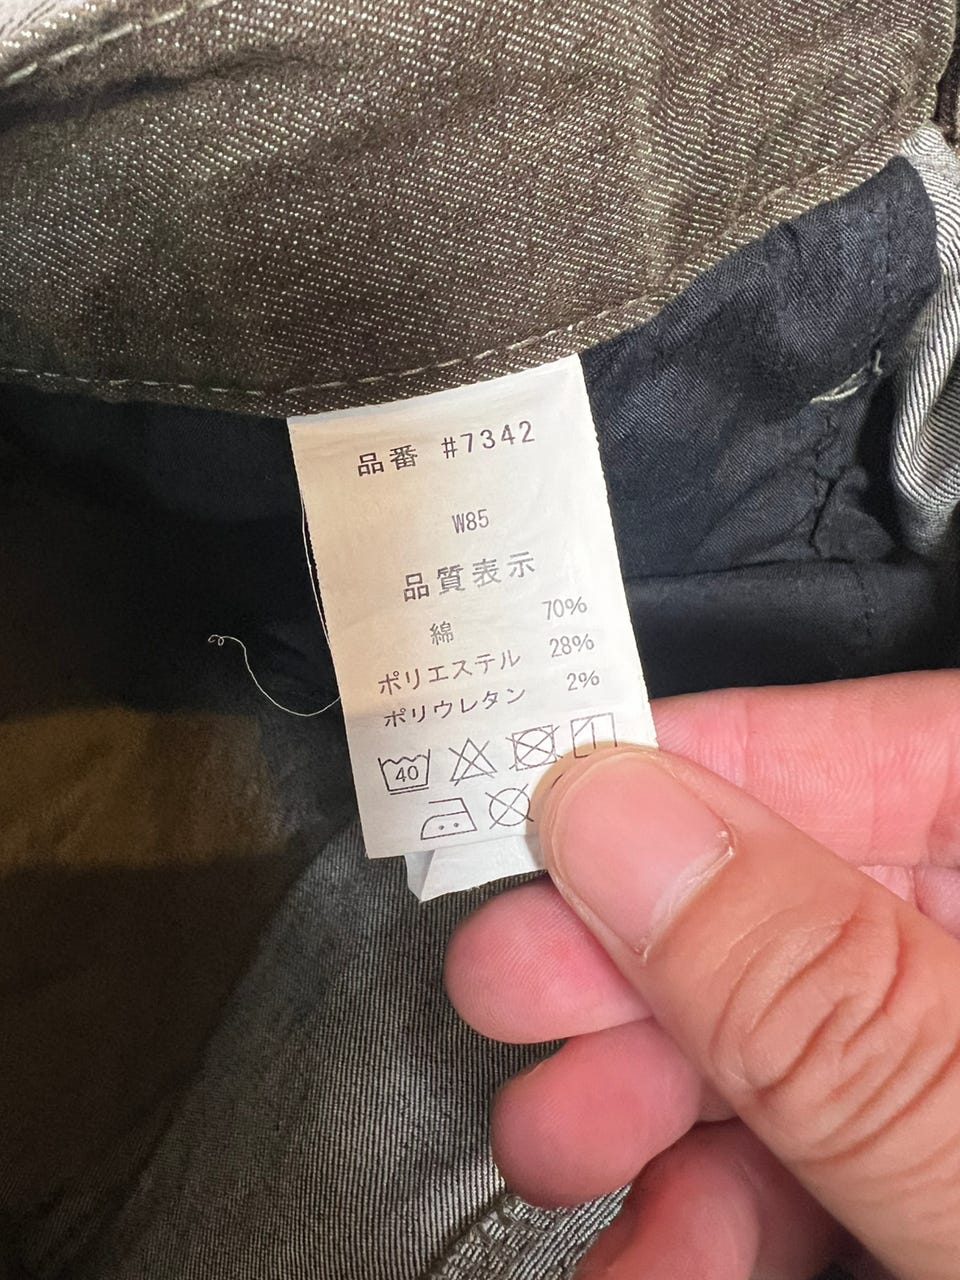 品番 #7342
W85
品質表示
綿 70%
ポリエステル 28%
ポリウレタン 2%
40